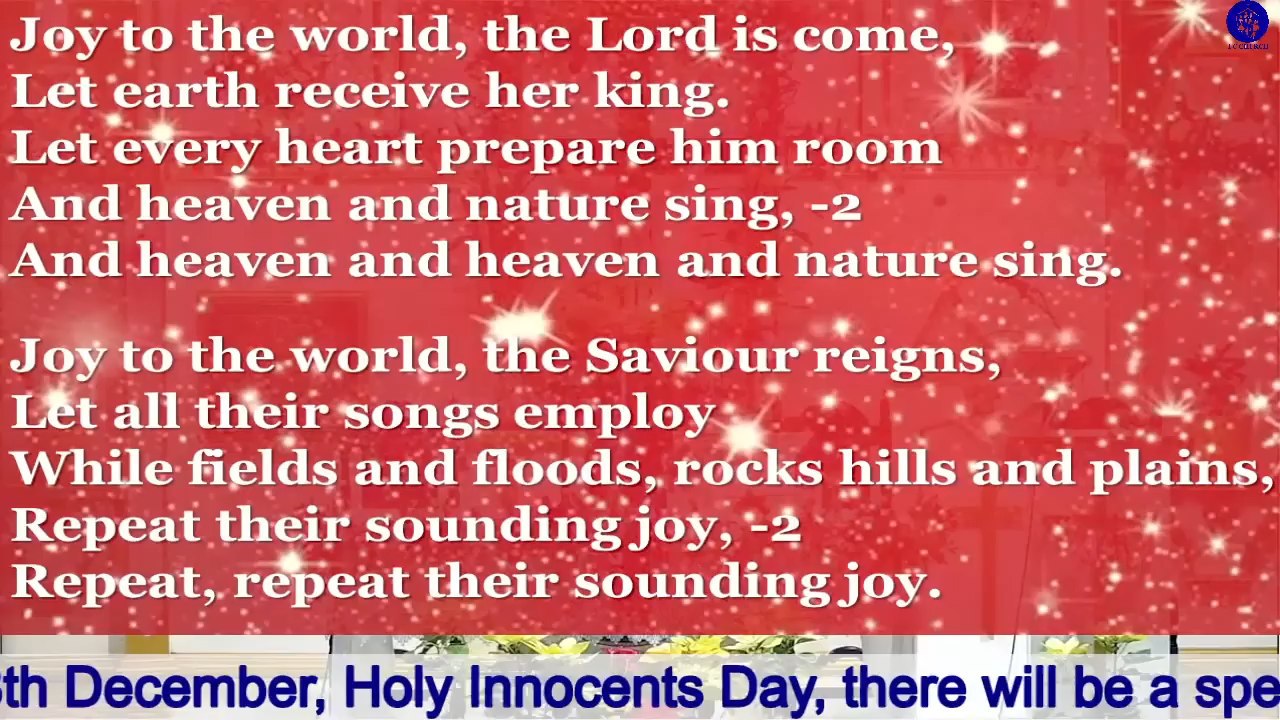 Joy to the world, the Lord is come,
Let earth receive her king.
Let every heart prepare him room
And heaven and nature sing, -2
And heaven and heaven and nature sing.
Joy to the world, the Saviour reigns,
Let all their songs employ
While fields and floods, rocks hills and plains,
Repeat their sounding joy, -2
Repeat, repeat their sounding joy.
8th December, Holy Innocents Day, there will be a spe